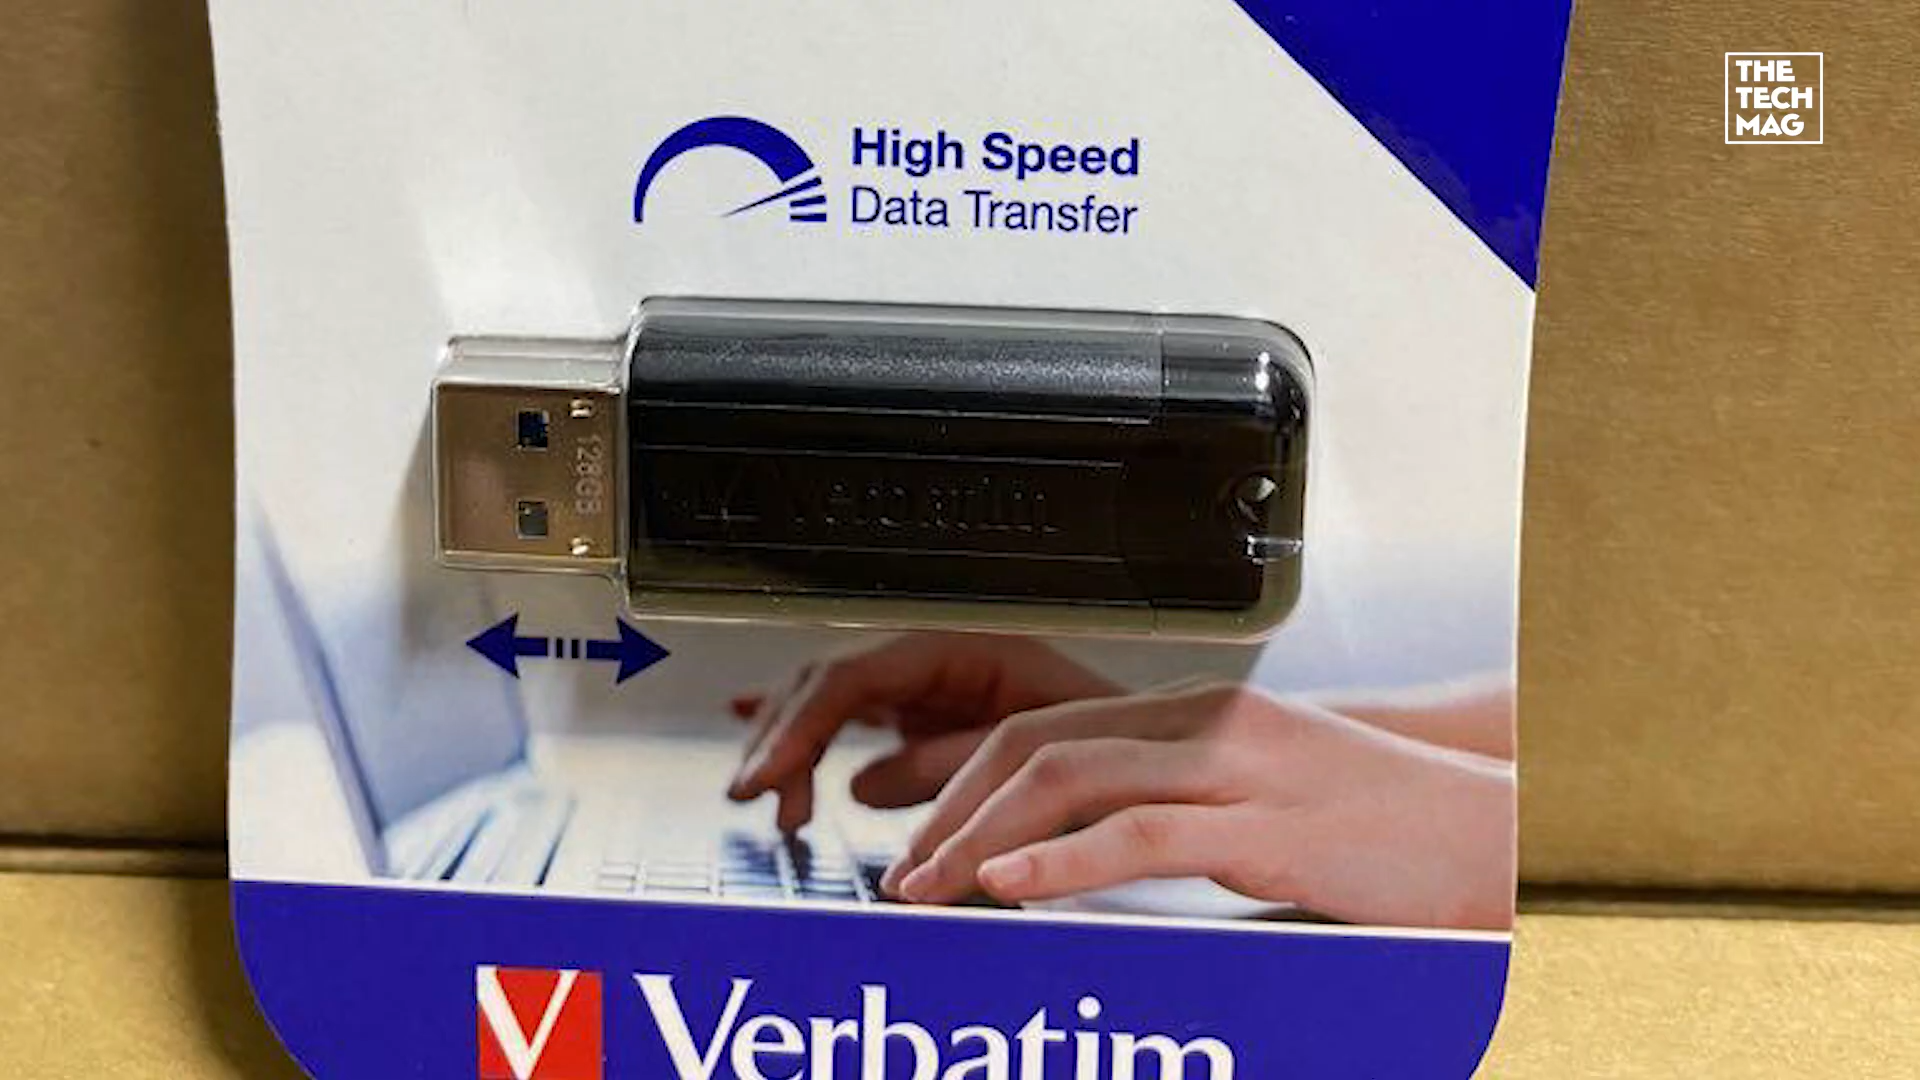 THE
TECH
MAG
High Speed
Data Transfer
128GB
Verbatim
V Verbatim